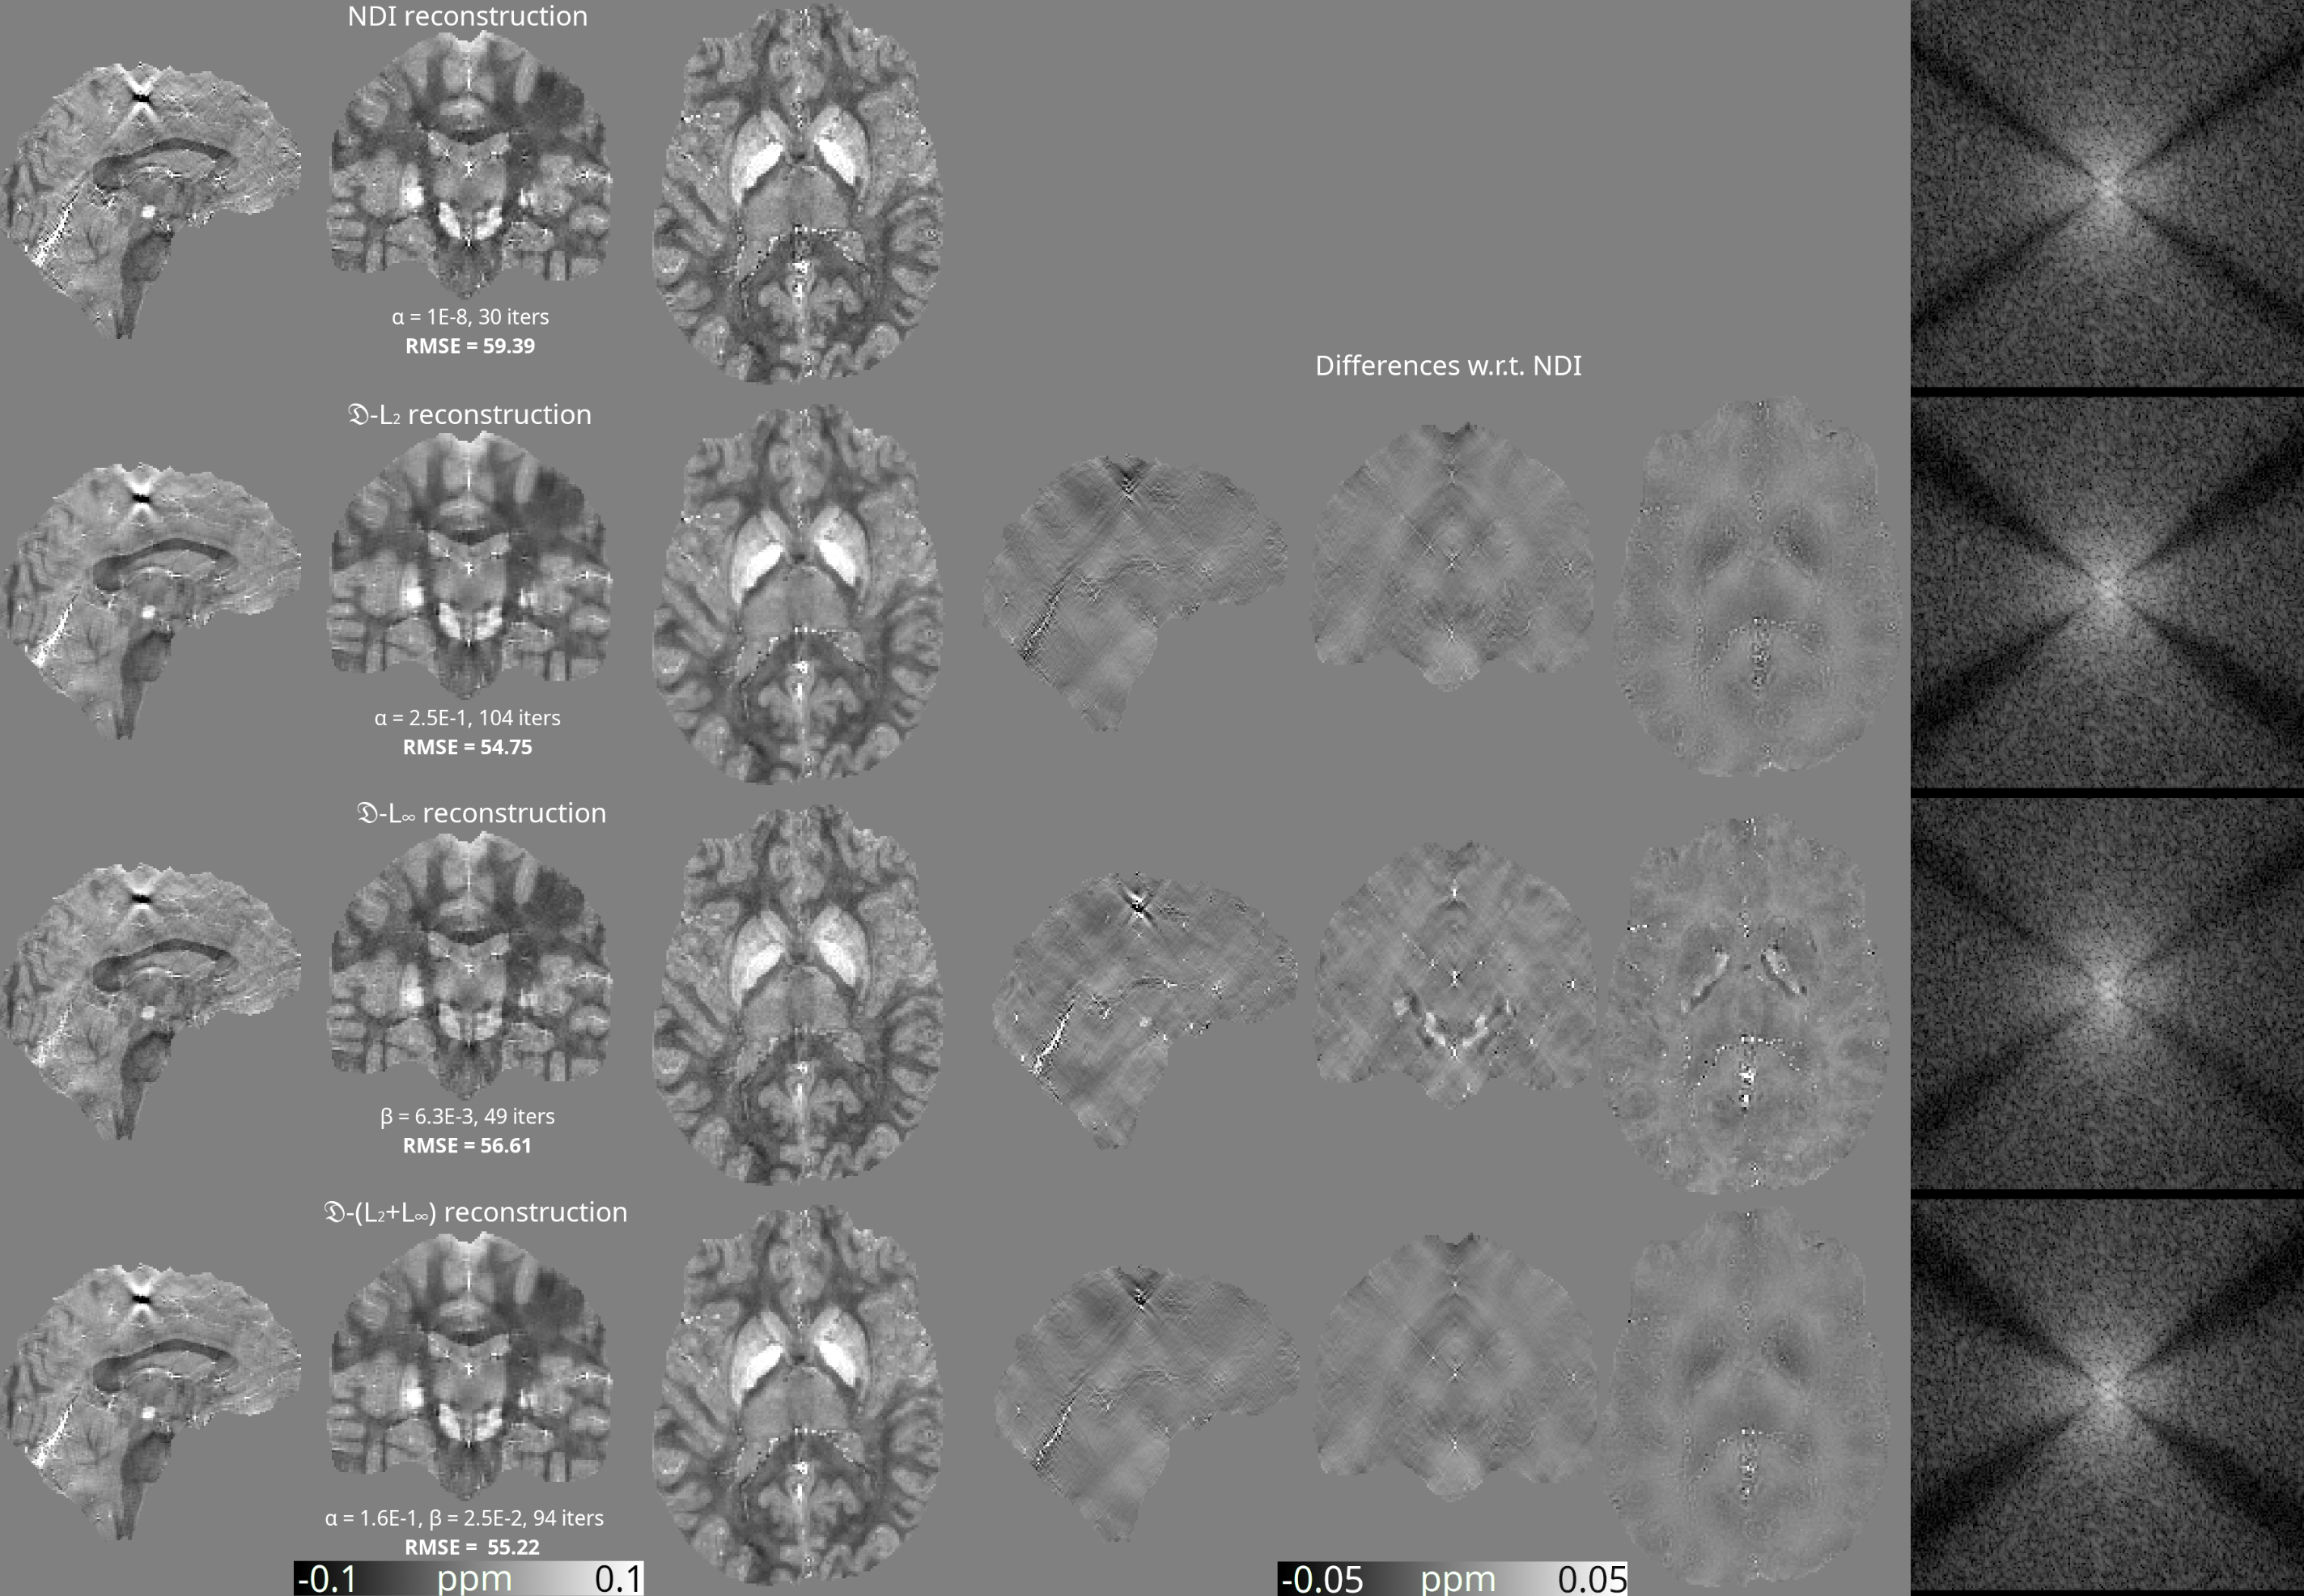 NDI reconstruction
α = 1E-8, 30 iters
RMSE = 59.39
Differences w.r.t. NDI
𝔇-L₂ reconstruction
α = 2.5E-1, 104 iters
RMSE = 54.75
𝔇-L∞ reconstruction
β = 6.3E-3, 49 iters
RMSE = 56.61
𝔇-(L₂+L∞) reconstruction
α = 1.6E-1, β = 2.5E-2, 94 iters
RMSE = 55.22
-0.1 ppm 0.1
-0.05 ppm 0.05